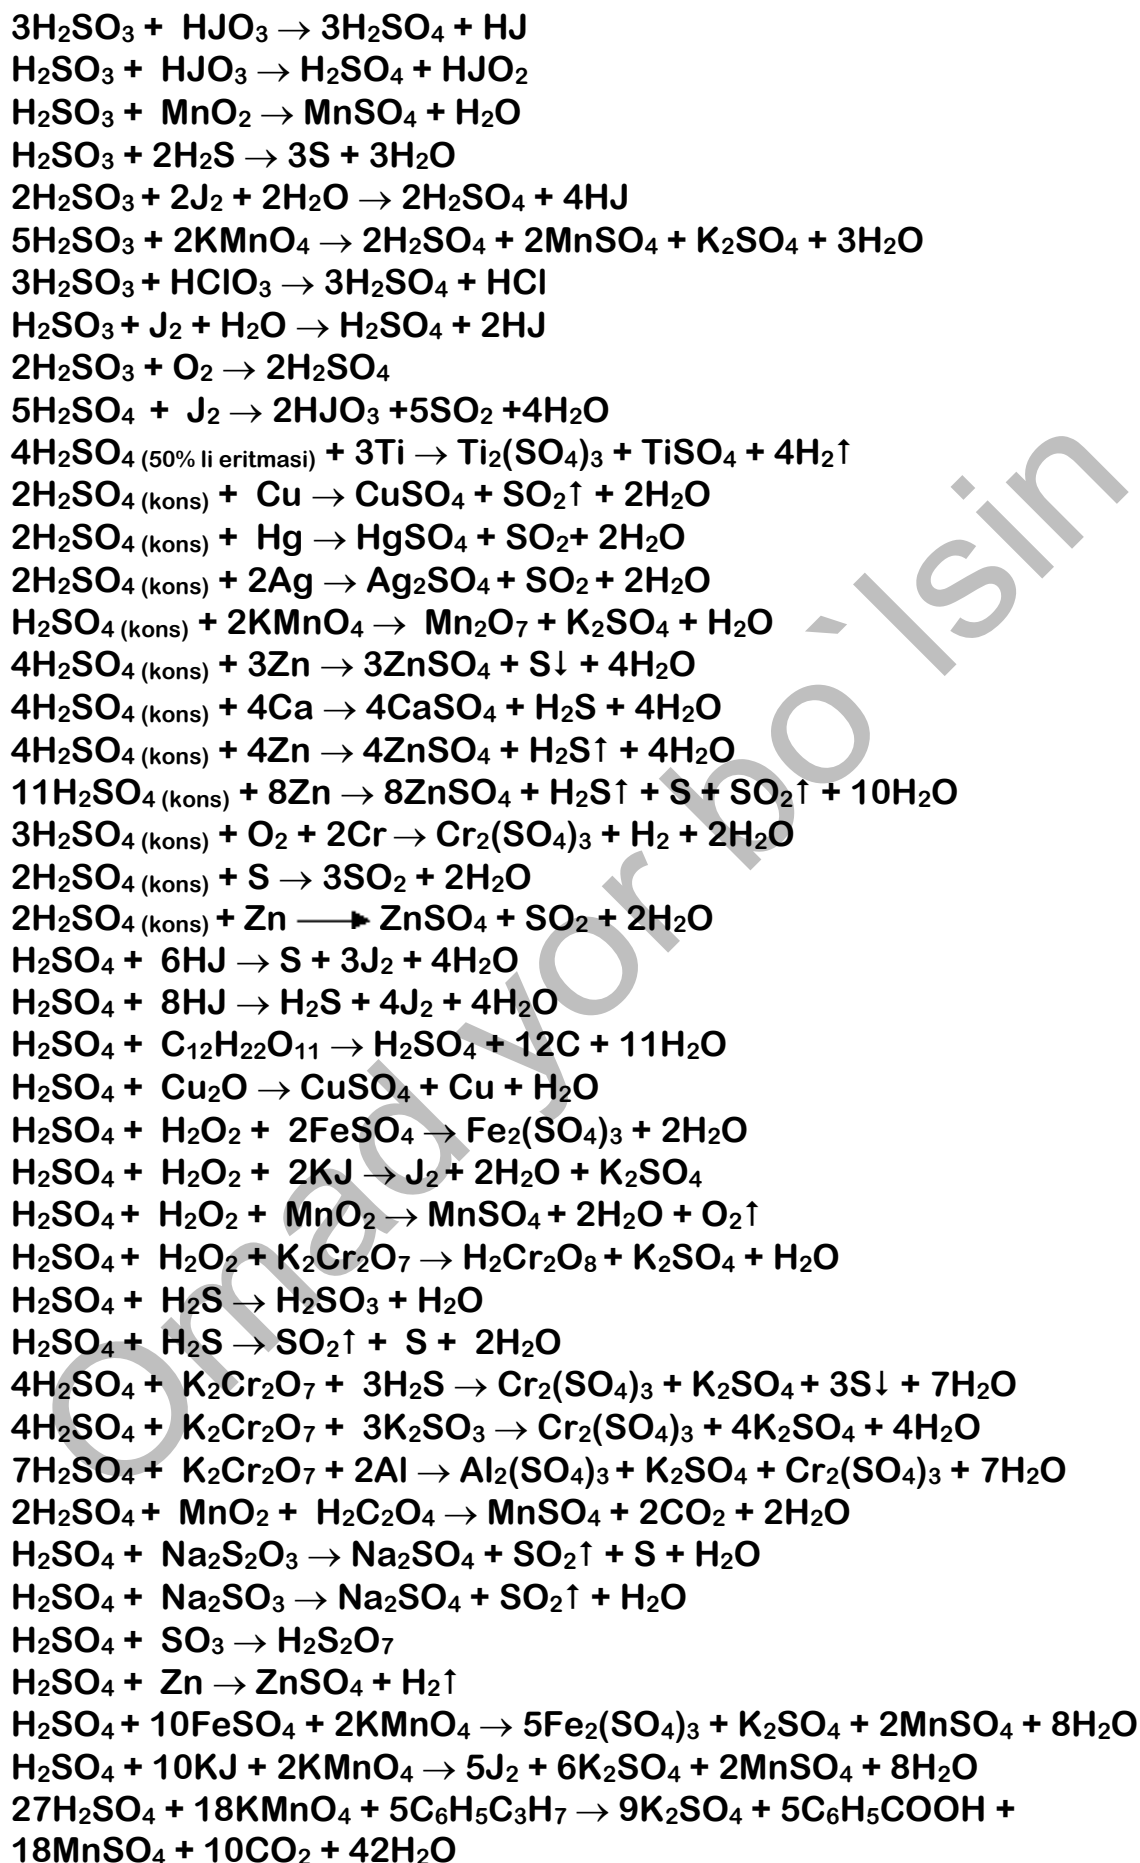 3H₂SO₃ + HJO₃ → 3H₂SO₄ + HJ
H₂SO₃ + HJO₃ → H₂SO₄ + HJO₂
H₂SO₃ + MnO₂ → MnSO₄ + H₂O
H₂SO₃ + 2H₂S → 3S + 3H₂O
2H₂SO₃ + 2J₂ + 2H₂O → 2H₂SO₄ + 4HJ
5H₂SO₃ + 2KMnO₄ → 2H₂SO₄ + 2MnSO₄ + K₂SO₄ + 3H₂O
3H₂SO₃ + HClO₃ → 3H₂SO₄ + HCl
H₂SO₃ + J₂ + H₂O → H₂SO₄ + 2HJ
2H₂SO₃ + O₂ → 2H₂SO₄
5H₂SO₄ + J₂ → 2HJO₃ +5SO₂ +4H₂O
4H₂SO₄ (50% li eritmasi) + 3Ti → Ti₂(SO₄)₃ + TiSO₄ + 4H₂↑
2H₂SO₄ (kons) + Cu → CuSO₄ + SO₂↑ + 2H₂O
2H₂SO₄ (kons) + Hg → HgSO₄ + SO₂+ 2H₂O
2H₂SO₄ (kons) + 2Ag → Ag₂SO₄ + SO₂ + 2H₂O
H₂SO₄ (kons) + 2KMnO₄ → Mn₂O₇ + K₂SO₄ + H₂O
4H₂SO₄ (kons) + 3Zn → 3ZnSO₄ + S↓ + 4H₂O
4H₂SO₄ (kons) + 4Ca → 4CaSO₄ + H₂S + 4H₂O
4H₂SO₄ (kons) + 4Zn → 4ZnSO₄ + H₂S↑ + 4H₂O
11H₂SO₄ (kons) + 8Zn → 8ZnSO₄ + H₂S↑ + S + SO₂↑ + 10H₂O
3H₂SO₄ (kons) + O₂ + 2Cr → Cr₂(SO₄)₃ + H₂ + 2H₂O
2H₂SO₄ (kons) + S → 3SO₂ + 2H₂O
2H₂SO₄ (kons) + Zn → ZnSO₄ + SO₂ + 2H₂O
H₂SO₄ + 6HJ → S + 3J₂ + 4H₂O
H₂SO₄ + 8HJ → H₂S + 4J₂ + 4H₂O
H₂SO₄ + C₁₂H₂₂O₁₁ → H₂SO₄ + 12C + 11H₂O
H₂SO₄ + Cu₂O → CuSO₄ + Cu + H₂O
H₂SO₄ + H₂O₂ + 2FeSO₄ → Fe₂(SO₄)₃ + 2H₂O
H₂SO₄ + H₂O₂ + 2KJ → J₂ + 2H₂O + K₂SO₄
H₂SO₄ + H₂O₂ + MnO₂ → MnSO₄ + 2H₂O + O₂↑
H₂SO₄ + H₂O₂ + K₂Cr₂O₇ → H₂Cr₂O₈ + K₂SO₄ + H₂O
H₂SO₄ + H₂S → H₂SO₃ + H₂O
H₂SO₄ + H₂S → SO₂↑ + S + 2H₂O
4H₂SO₄ + K₂Cr₂O₇ + 3H₂S → Cr₂(SO₄)₃ + K₂SO₄ + 3S↓ + 7H₂O
4H₂SO₄ + K₂Cr₂O₇ + 3K₂SO₃ → Cr₂(SO₄)₃ + 4K₂SO₄ + 4H₂O
7H₂SO₄ + K₂Cr₂O₇ + 2Al → Al₂(SO₄)₃ + K₂SO₄ + Cr₂(SO₄)₃ + 7H₂O
2H₂SO₄ + MnO₂ + H₂C₂O₄ → MnSO₄ + 2CO₂ + 2H₂O
H₂SO₄ + Na₂S₂O₃ → Na₂SO₄ + SO₂↑ + S + H₂O
H₂SO₄ + Na₂SO₃ → Na₂SO₄ + SO₂↑ + H₂O
H₂SO₄ + SO₃ → H₂S₂O₇
H₂SO₄ + Zn → ZnSO₄ + H₂↑
H₂SO₄ + 10FeSO₄ + 2KMnO₄ → 5Fe₂(SO₄)₃ + K₂SO₄ + 2MnSO₄ + 8H₂O
H₂SO₄ + 10KJ + 2KMnO₄ → 5J₂ + 6K₂SO₄ + 2MnSO₄ + 8H₂O
27H₂SO₄ + 18KMnO₄ + 5C₆H₅C₃H₇ → 9K₂SO₄ + 5C₆H₅COOH +
18MnSO₄ + 10CO₂ + 42H₂O
Omad yor bo`lsin